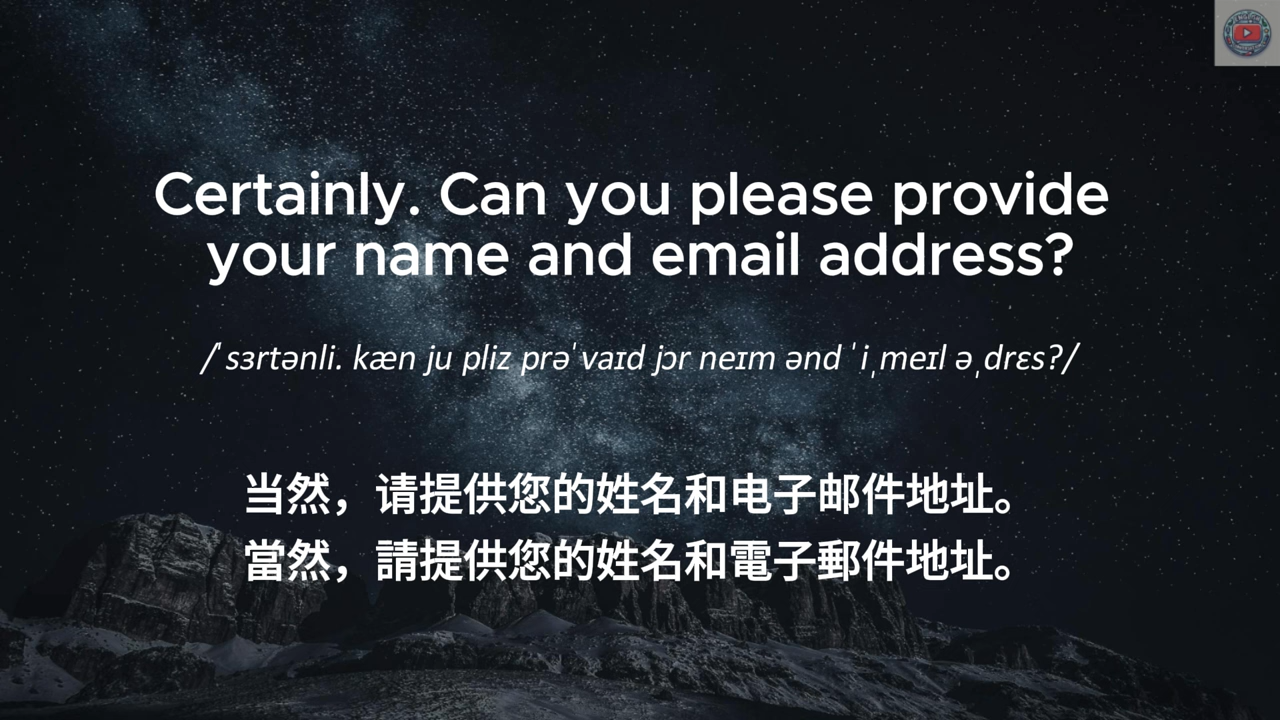 Certainly. Can you please provide
your name and email address?
/ˈsɜrtənli. kæn ju pliz prəˈvaɪd jɔr neɪm ənd ˈiˌmeɪl əˌdrɛs?/
当然，请提供您的姓名和电子邮件地址。
當然，請提供您的姓名和電子郵件地址。